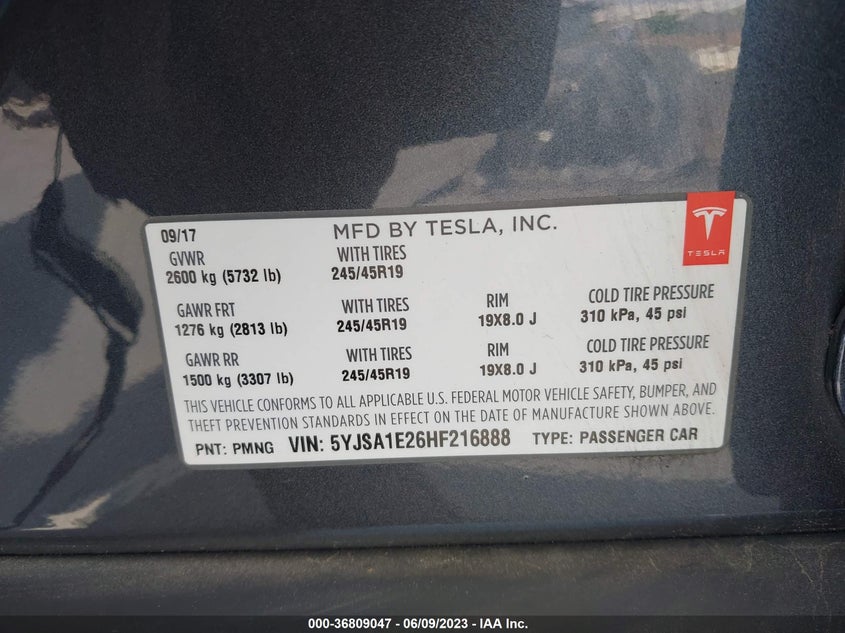 09/17 MFD BY TESLA, INC.
TESLA
GVWR WITH TIRES
2600 kg (5732 lb) 245/45R19
GAWR FRT WITH TIRES RIM COLD TIRE PRESSURE
1276 kg (2813 lb) 245/45R19 19X8.0 J 310 kPa, 45 psi
GAWR RR WITH TIRES RIM COLD TIRE PRESSURE
1500 kg (3307 lb) 245/45R19 19X8.0 J 310 kPa, 45 psi
THIS VEHICLE CONFORMS TO ALL APPLICABLE U.S. FEDERAL MOTOR VEHICLE SAFETY, BUMPER, AND
THEFT PREVENTION STANDARDS IN EFFECT ON THE DATE OF MANUFACTURE SHOWN ABOVE.
PNT: PMNG VIN: 5YJSA1E26HF216888 TYPE: PASSENGER CAR
000-36809047 - 06/09/2023 - IAA Inc.